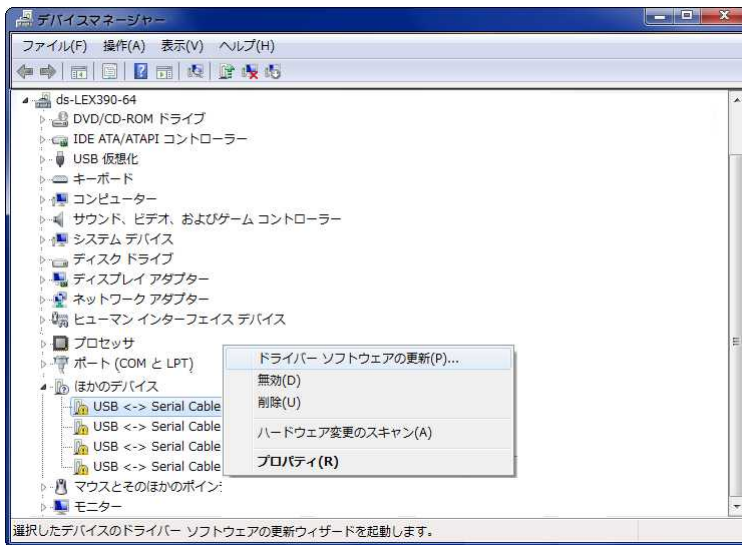 デバイスマネージャー
ファイル(F) 操作(A) 表示(V) ヘルプ(H)
ds-LEX390-64
DVD/CD-ROM ドライブ
IDE ATA/ATAPI コントローラー
USB 仮想化
キーボード
コンピューター
サウンド、ビデオ、およびゲーム コントローラー
システム デバイス
ディスク ドライブ
ディスプレイ アダプター
ネットワーク アダプター
ヒューマン インターフェイス デバイス
プロセッサ
ポート (COM と LPT)
ほかのデバイス
USB <-> Serial Cable
USB <-> Serial Cable
USB <-> Serial Cable
USB <-> Serial Cable
マウスとそのほかのポイン
モニター
ドライバー ソフトウェアの更新(P)...
無効(D)
削除(U)
ハードウェア変更のスキャン(A)
プロパティ(R)
選択したデバイスのドライバー ソフトウェアの更新ウィザードを起動します。